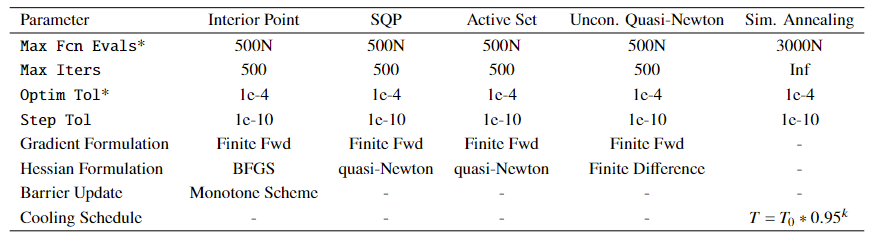 Parameter Interior Point SQP Active Set Uncon. Quasi-Newton Sim. Annealing
Max Fcn Evals* 500N 500N 500N 500N 3000N
Max Iters 500 500 500 500 Inf
Optim Tol* 1e-4 1e-4 1e-4 1e-4 1e-4
Step Tol 1e-10 1e-10 1e-10 1e-10 1e-10
Gradient Formulation Finite Fwd Finite Fwd Finite Fwd Finite Fwd -
Hessian Formulation BFGS quasi-Newton quasi-Newton Finite Difference -
Barrier Update Monotone Scheme - - - -
Cooling Schedule - - - - T = T₀ * 0.95ᵏ